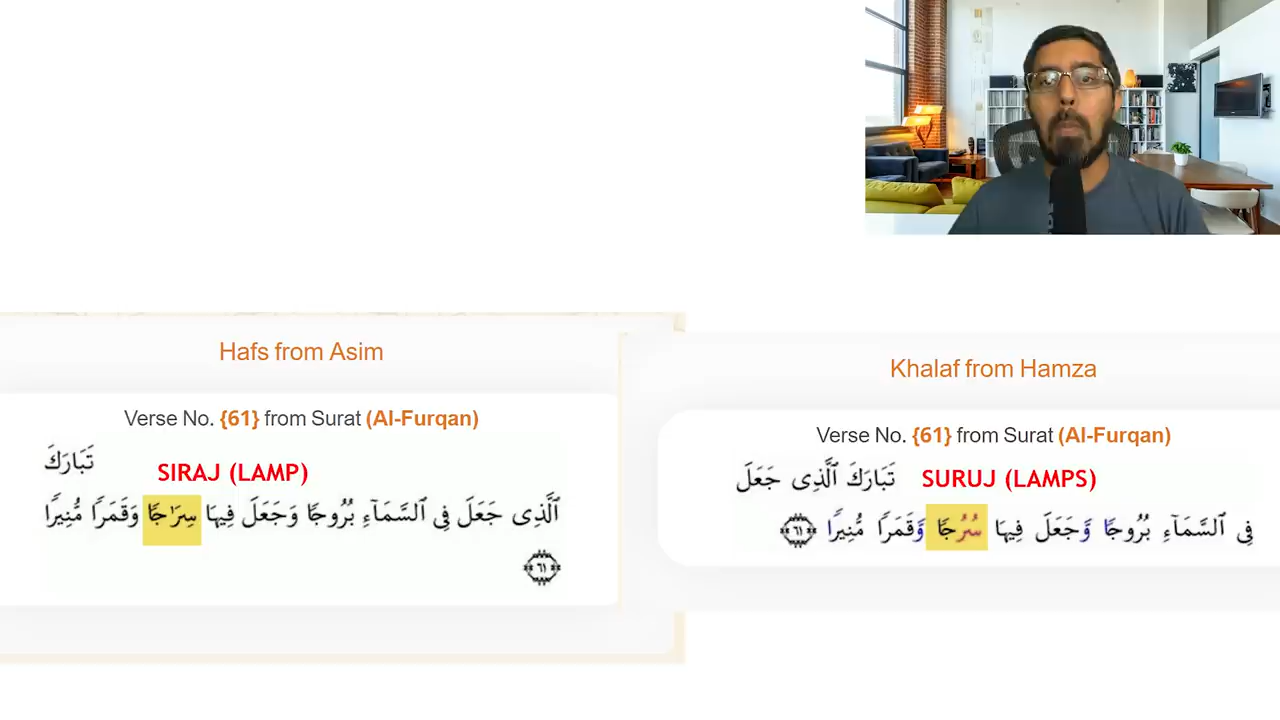 Hafs from Asim
Verse No. {61} from Surat (Al-Furqan)
تَبَارَكَ
SIRAJ (LAMP)
ٱلَّذِى جَعَلَ فِى ٱلسَّمَآءِ بُرُوجًا وَجَعَلَ فِيهَا سِرَٰجًا وَقَمَرًا مُّنِيرًا
٦١
Khalaf from Hamza
Verse No. {61} from Surat (Al-Furqan)
تَبَارَكَ ٱلَّذِى جَعَلَ
SURUJ (LAMPS)
فِى ٱلسَّمَآءِ بُرُوجًا وَّجَعَلَ فِيهَا سُرُجًا وَّقَمَرًا مُّنِيرًا ٦١